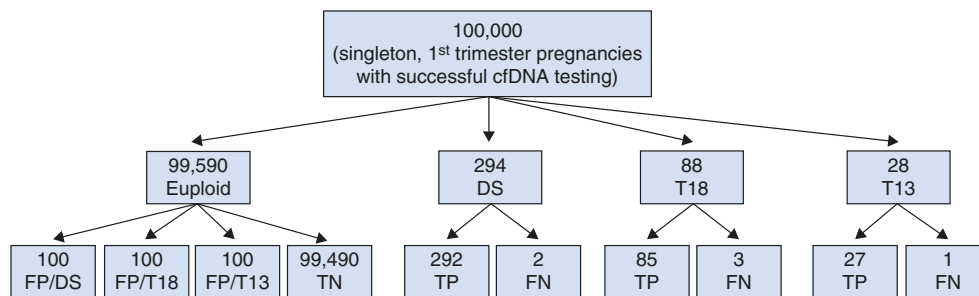 100,000
(singleton, 1st trimester pregnancies
with successful cfDNA testing)
99,590
Euploid
294
DS
88
T18
28
T13
100
FP/DS
100
FP/T18
100
FP/T13
99,490
TN
292
TP
2
FN
85
TP
3
FN
27
TP
1
FN